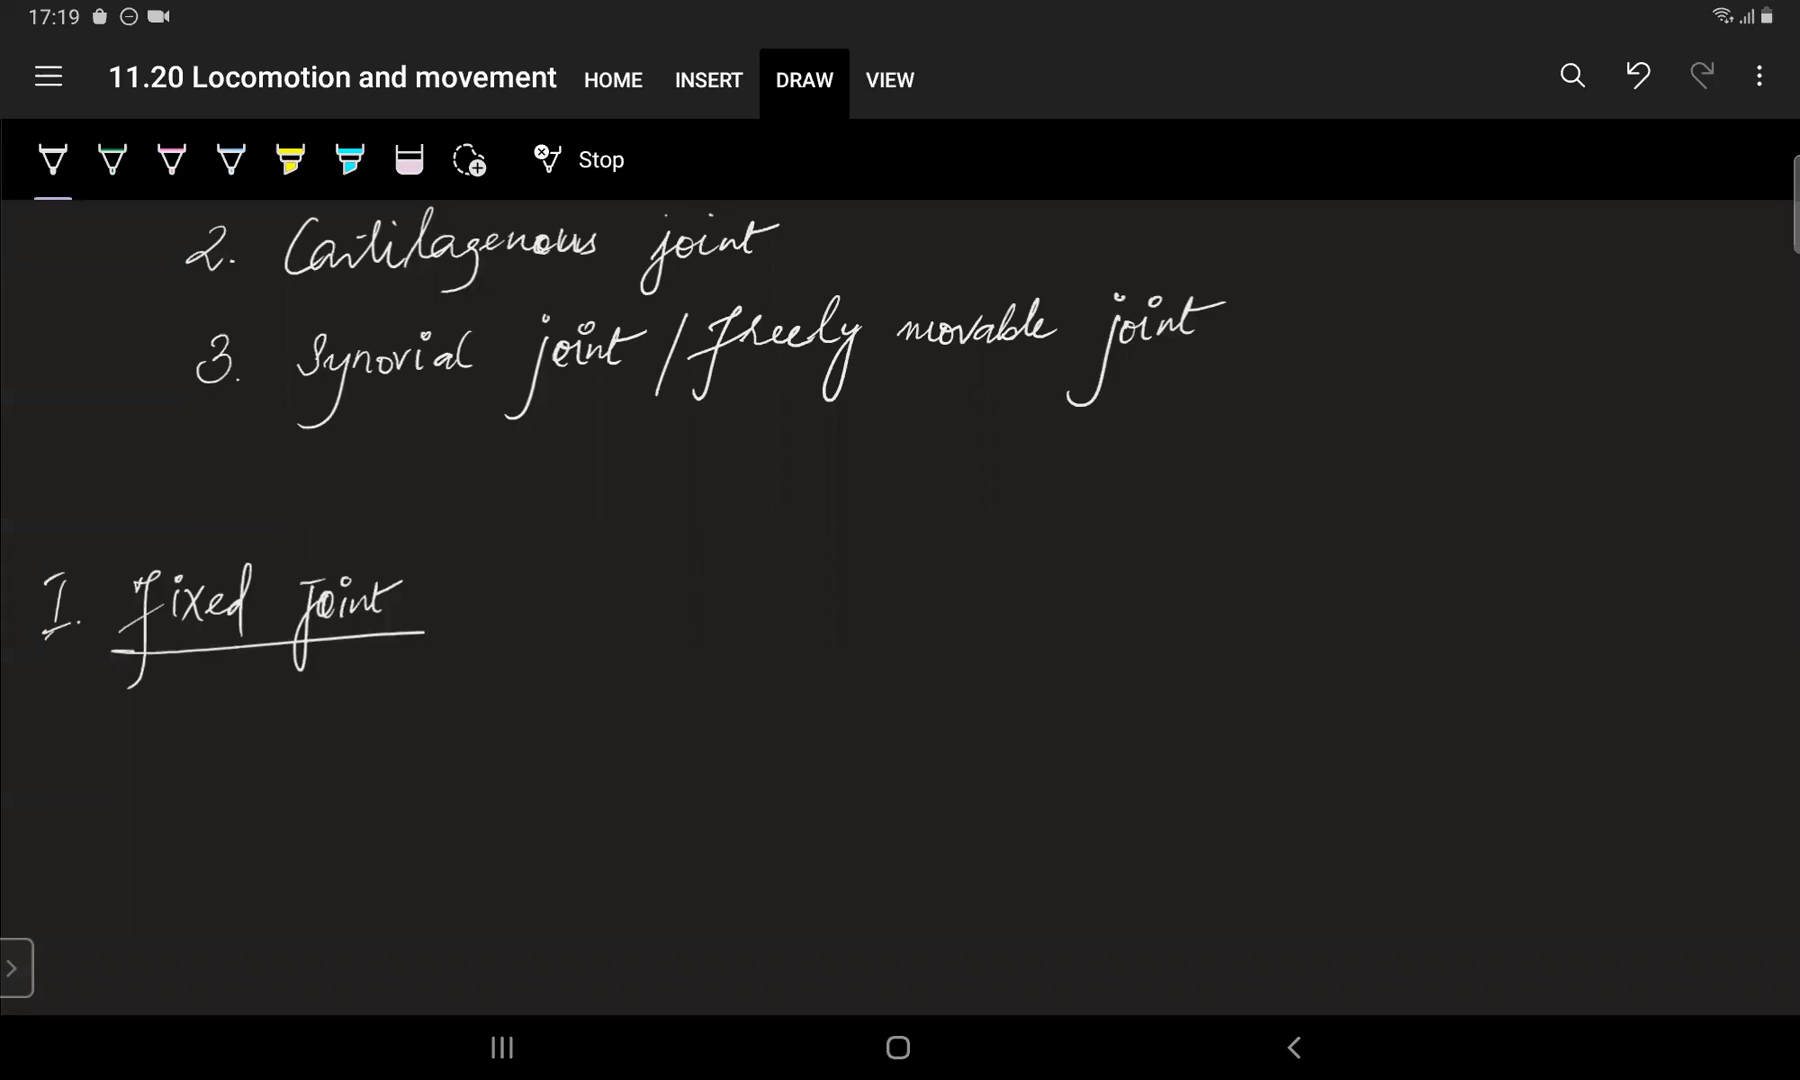 17:19
11.20 Locomotion and movement HOME INSERT DRAW VIEW
Stop
2. Cartilagenous joint
3. Synovial joint / freely movable joint
I. Fixed Joint